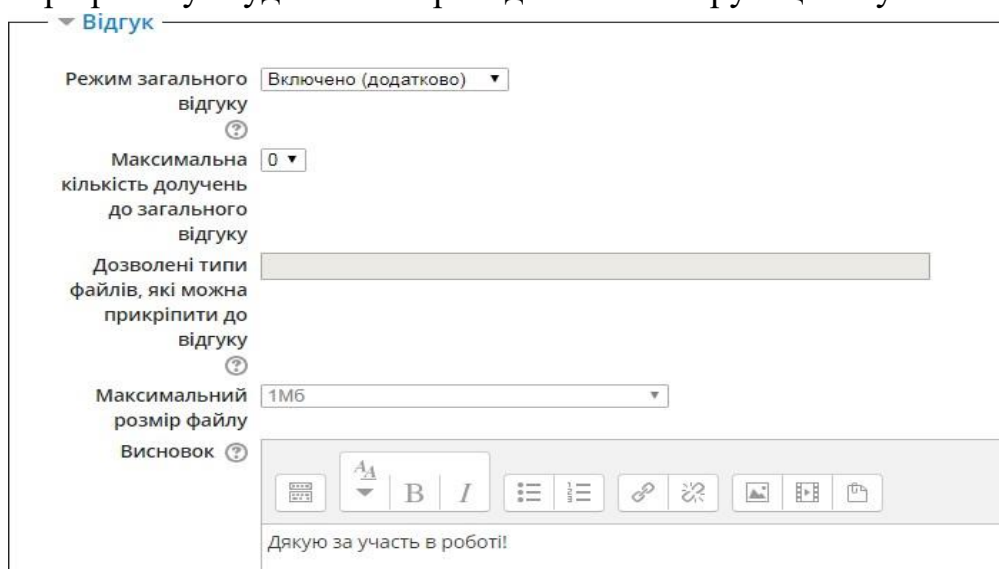 Відгук
Режим загального Включено (додатково)
відгуку
Максимальна 0
кількість долучень
до загального
відгуку
Дозволені типи
файлів, які можна
прикріпити до
відгуку
Максимальний 1Мб
розмір файлу
Висновок
B I
Дякую за участь в роботі!